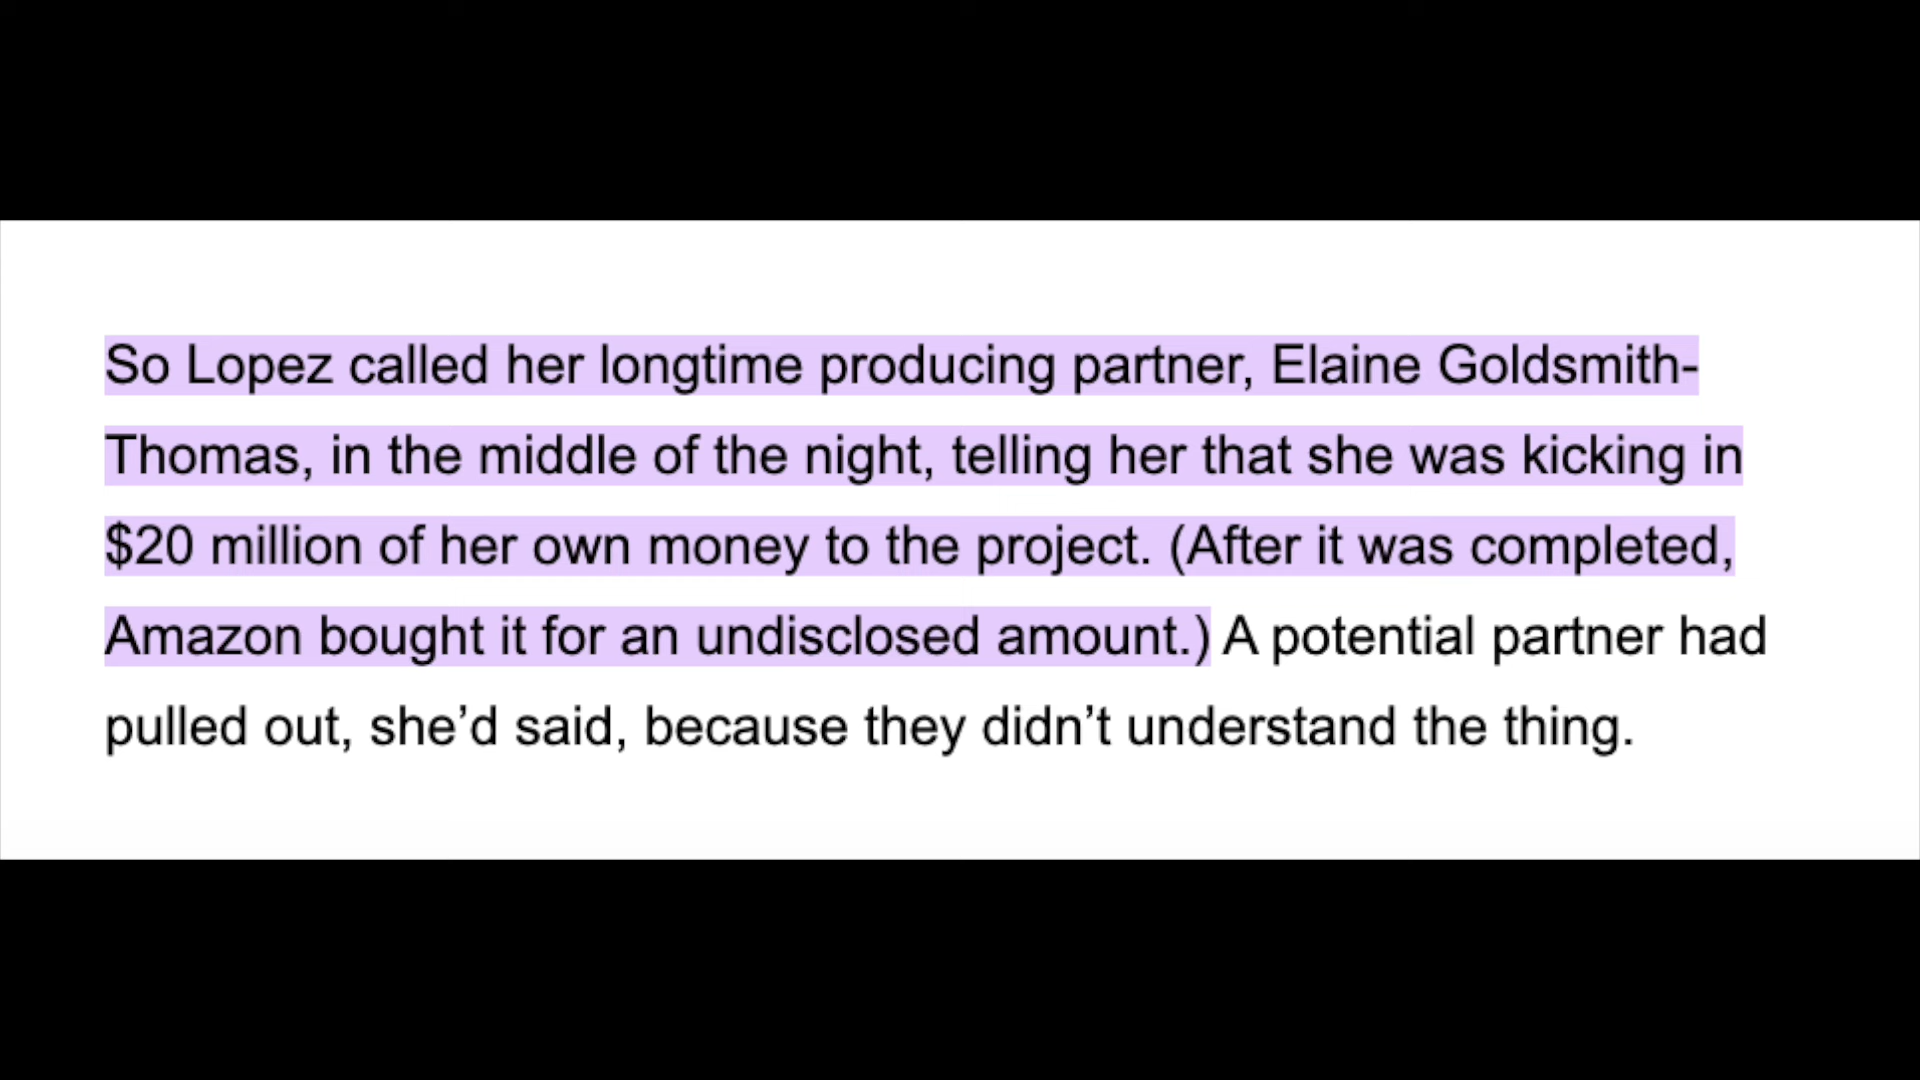 So Lopez called her longtime producing partner, Elaine Goldsmith-
Thomas, in the middle of the night, telling her that she was kicking in
$20 million of her own money to the project. (After it was completed,
Amazon bought it for an undisclosed amount.) A potential partner had
pulled out, she’d said, because they didn’t understand the thing.